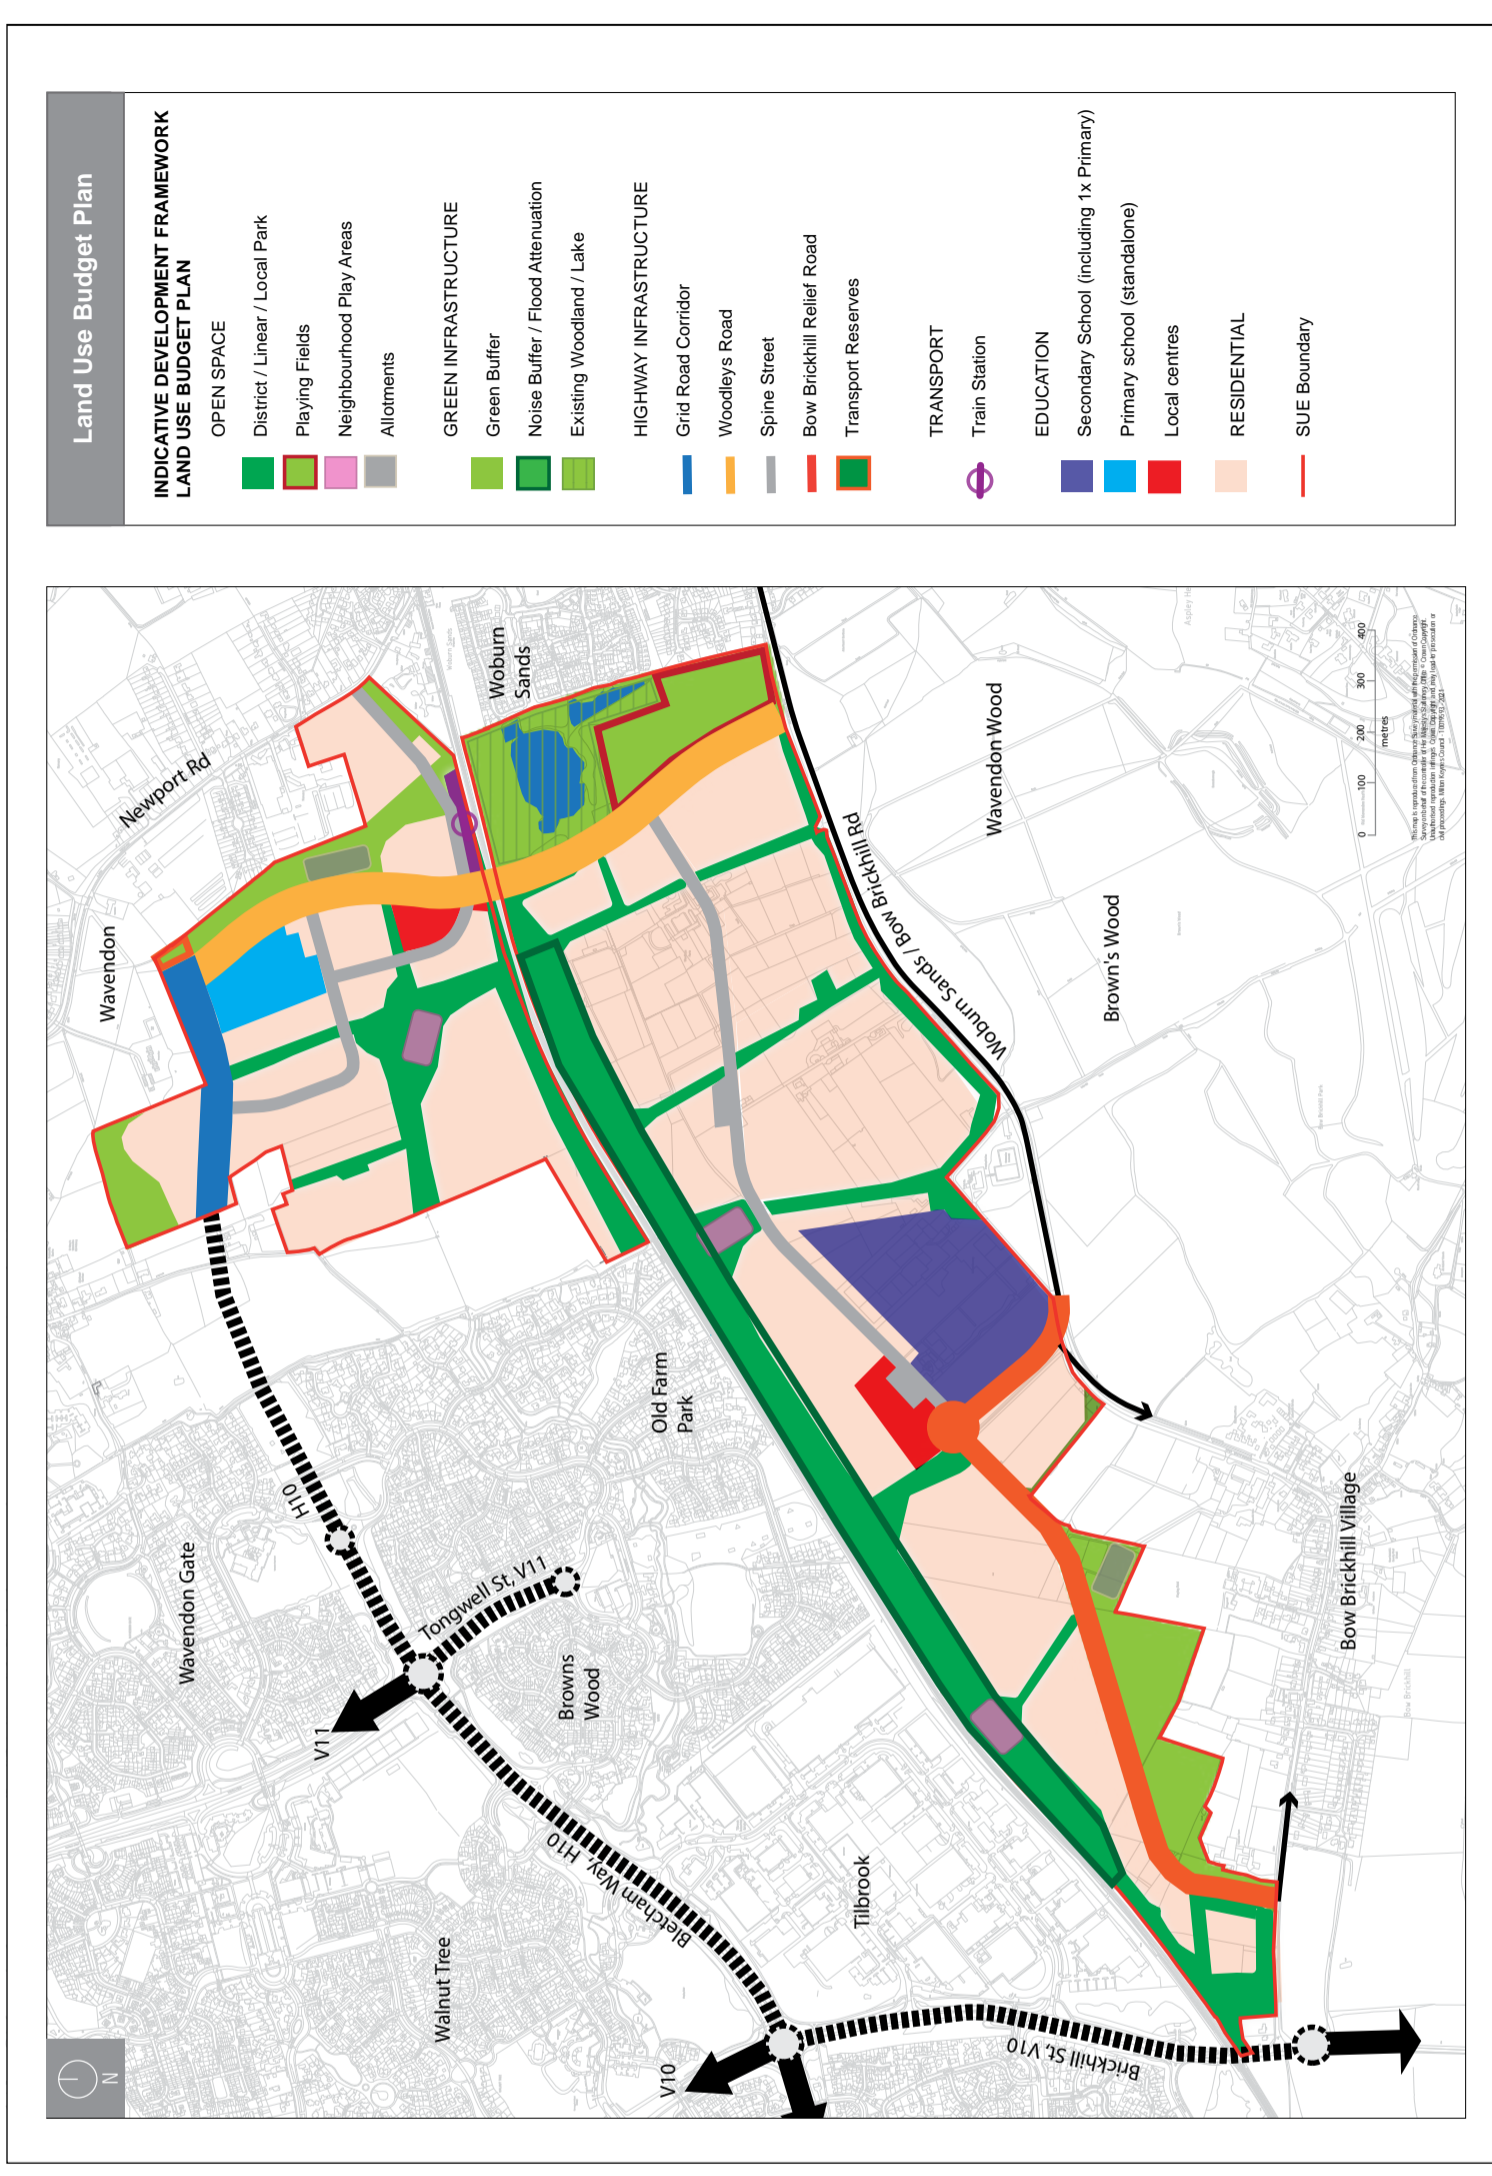 Land Use Budget Plan
INDICATIVE DEVELOPMENT FRAMEWORK
LAND USE BUDGET PLAN
OPEN SPACE
District / Linear / Local Park
Playing Fields
Neighbourhood Play Areas
Allotments
GREEN INFRASTRUCTURE
Green Buffer
Noise Buffer / Flood Attenuation
Existing Woodland / Lake
HIGHWAY INFRASTRUCTURE
Grid Road Corridor
Woodleys Road
Spine Street
Bow Brickhill Relief Road
Transport Reserves
TRANSPORT
Train Station
EDUCATION
Secondary School (including 1x Primary)
Primary school (standalone)
Local centres
RESIDENTIAL
SUE Boundary
N
Walnut Tree
Wavendon Gate
Wavendon
Newport Rd
Woburn
Sands
H10
V11
Tongwell St, V11
Browns
Wood
Old Farm
Park
Bletcham Way, H10
V10
Tilbrook
Brickhill St, V10
Woburn Sands / Bow Brickhill Rd
Wavendon Wood
Brown's Wood
Bow Brickhill Village
0 100 200 300 400
metres